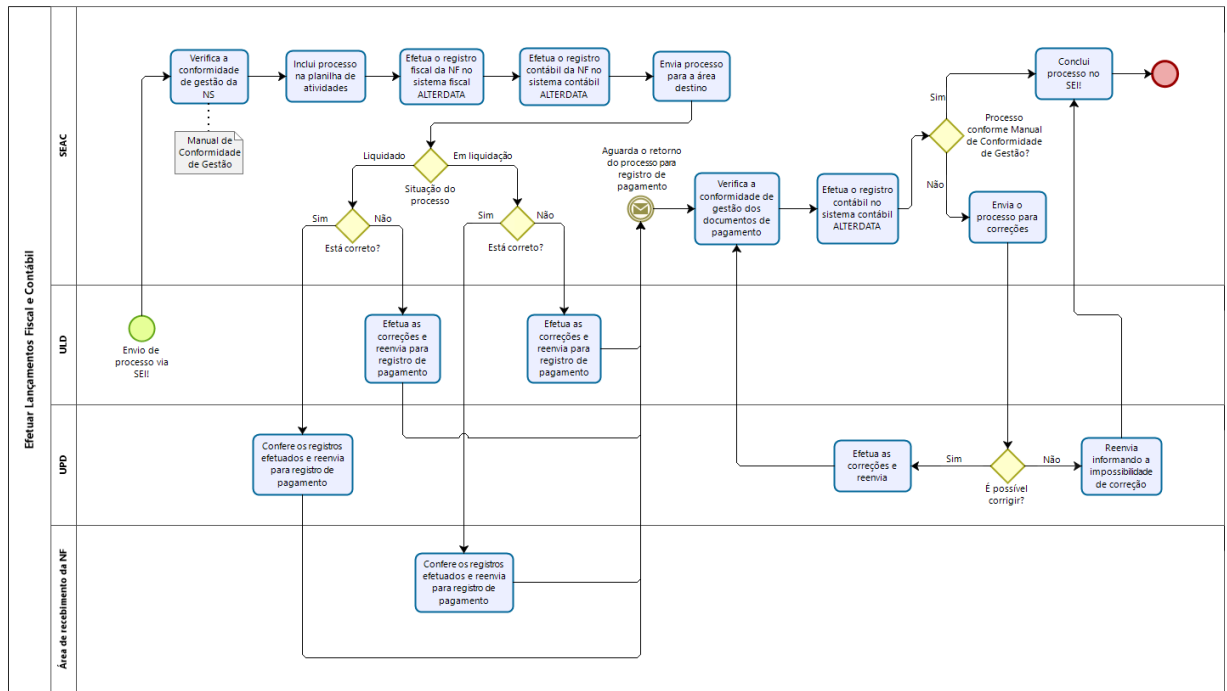 Efetuar Lançamentos Fiscal e Contábil
SEAC
Verifica a
conformidade
de gestão da
NS
Inclui processo
na planilha de
atividades
Efetua o registro
fiscal da NF no
sistema fiscal
ALTERDATA
Efetua o registro
contábil da NF no
sistema contábil
ALTERDATA
Envia processo
para a área
destino
Conclui
processo no
SEI!
Manual de
Conformidade
de Gestão
Liquidado
Em liquidação
Situação do
processo
Sim
Não
Está correto?
Sim
Não
Está correto?
Aguarda o retorno
do processo para
registro de
pagamento
Verifica a
conformidade de
gestão dos
documentos de
pagamento
Efetua o registro
contábil no
sistema contábil
ALTERDATA
Sim
Processo
conforme Manual
de Conformidade
de Gestão?
Não
Envia o
processo para
correções
ULD
Envio de
processo via
SEI!
Efetua as
correções e
reenvia para
registro de
pagamento
Efetua as
correções e
reenvia para
registro de
pagamento
UPD
Confere os registros
efetuados e reenvia
para registro de
pagamento
Efetua as
correções e
reenvia
Sim
É possível
corrigir?
Não
Reenvia
informando a
impossibilidade
de correção
Área de recebimento da NF
Confere os registros
efetuados e reenvia
para registro de
pagamento